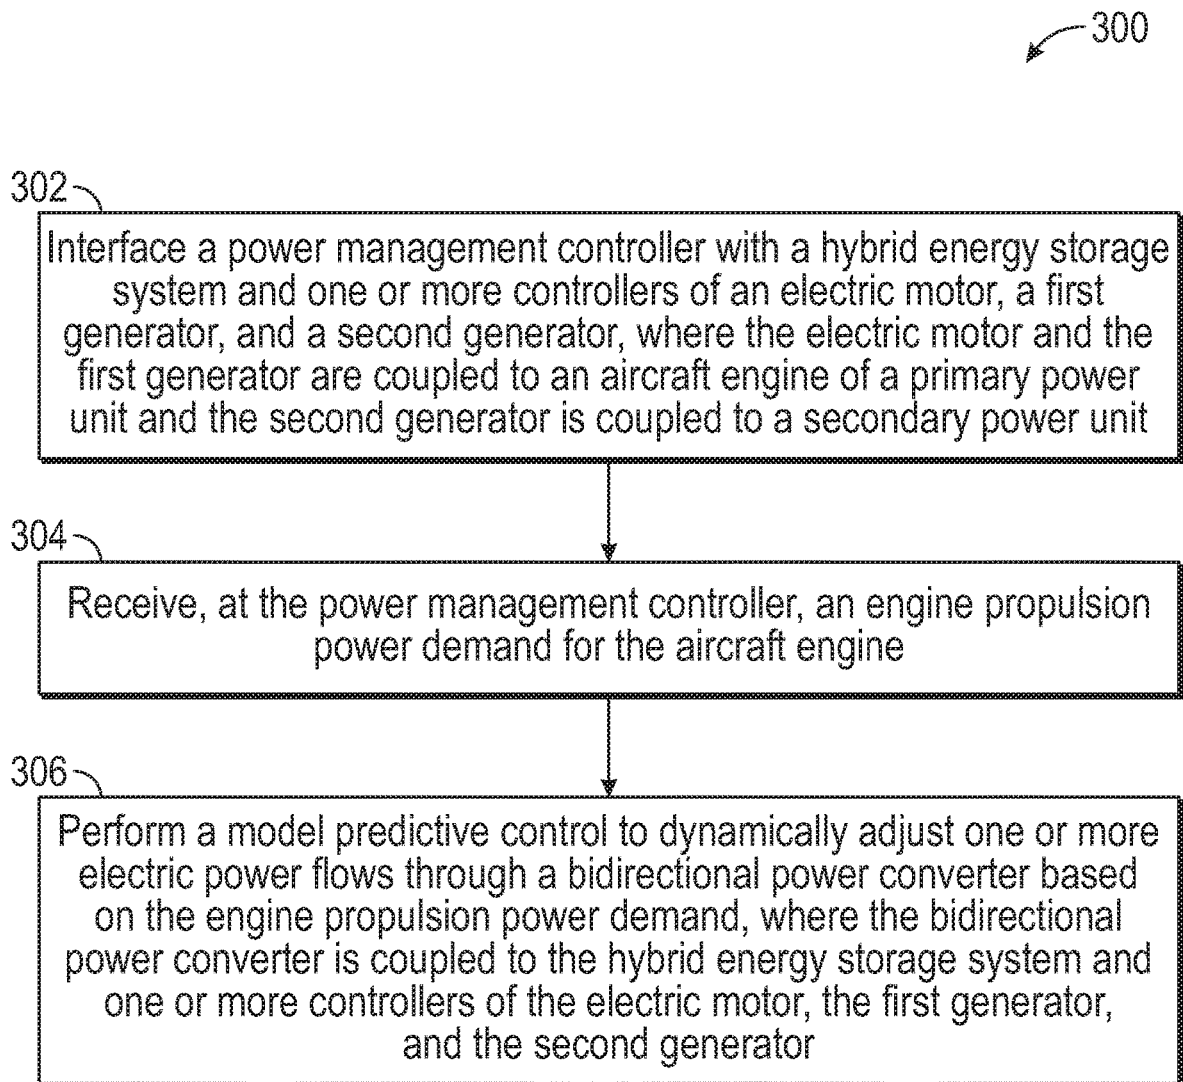 300
302
Interface a power management controller with a hybrid energy storage
system and one or more controllers of an electric motor, a first
generator, and a second generator, where the electric motor and the
first generator are coupled to an aircraft engine of a primary power
unit and the second generator is coupled to a secondary power unit
304
Receive, at the power management controller, an engine propulsion
power demand for the aircraft engine
306
Perform a model predictive control to dynamically adjust one or more
electric power flows through a bidirectional power converter based
on the engine propulsion power demand, where the bidirectional
power converter is coupled to the hybrid energy storage system and
one or more controllers of the electric motor, the first generator,
and the second generator